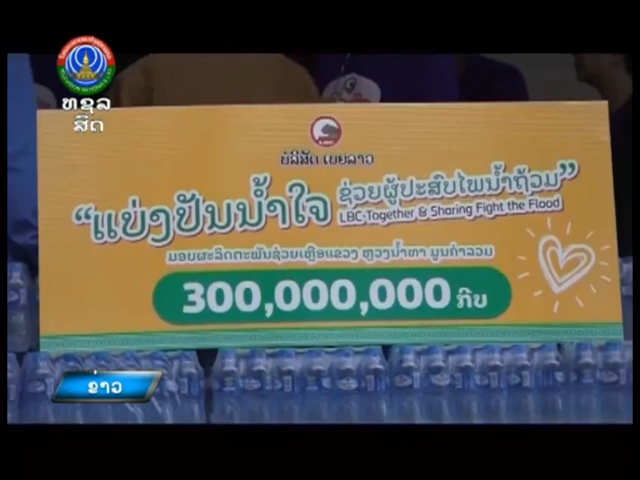 ທຊລ
ສົດ
ບໍລິສັດ ເບຍລາວ
“ແບ່ງປັນນ້ຳໃຈ ຊ່ວຍຜູ້ປະສົບໄພນ້ຳຖ້ວມ”
LBC Together & Sharing Fight the Flood
ມອບຜະລິດຕະພັນຊ່ວຍເຫຼືອແຂວງ ຫຼວງນ້ຳທາ ມູນຄ່າລວມ
300,000,000 ກີບ
ຂ່າວ